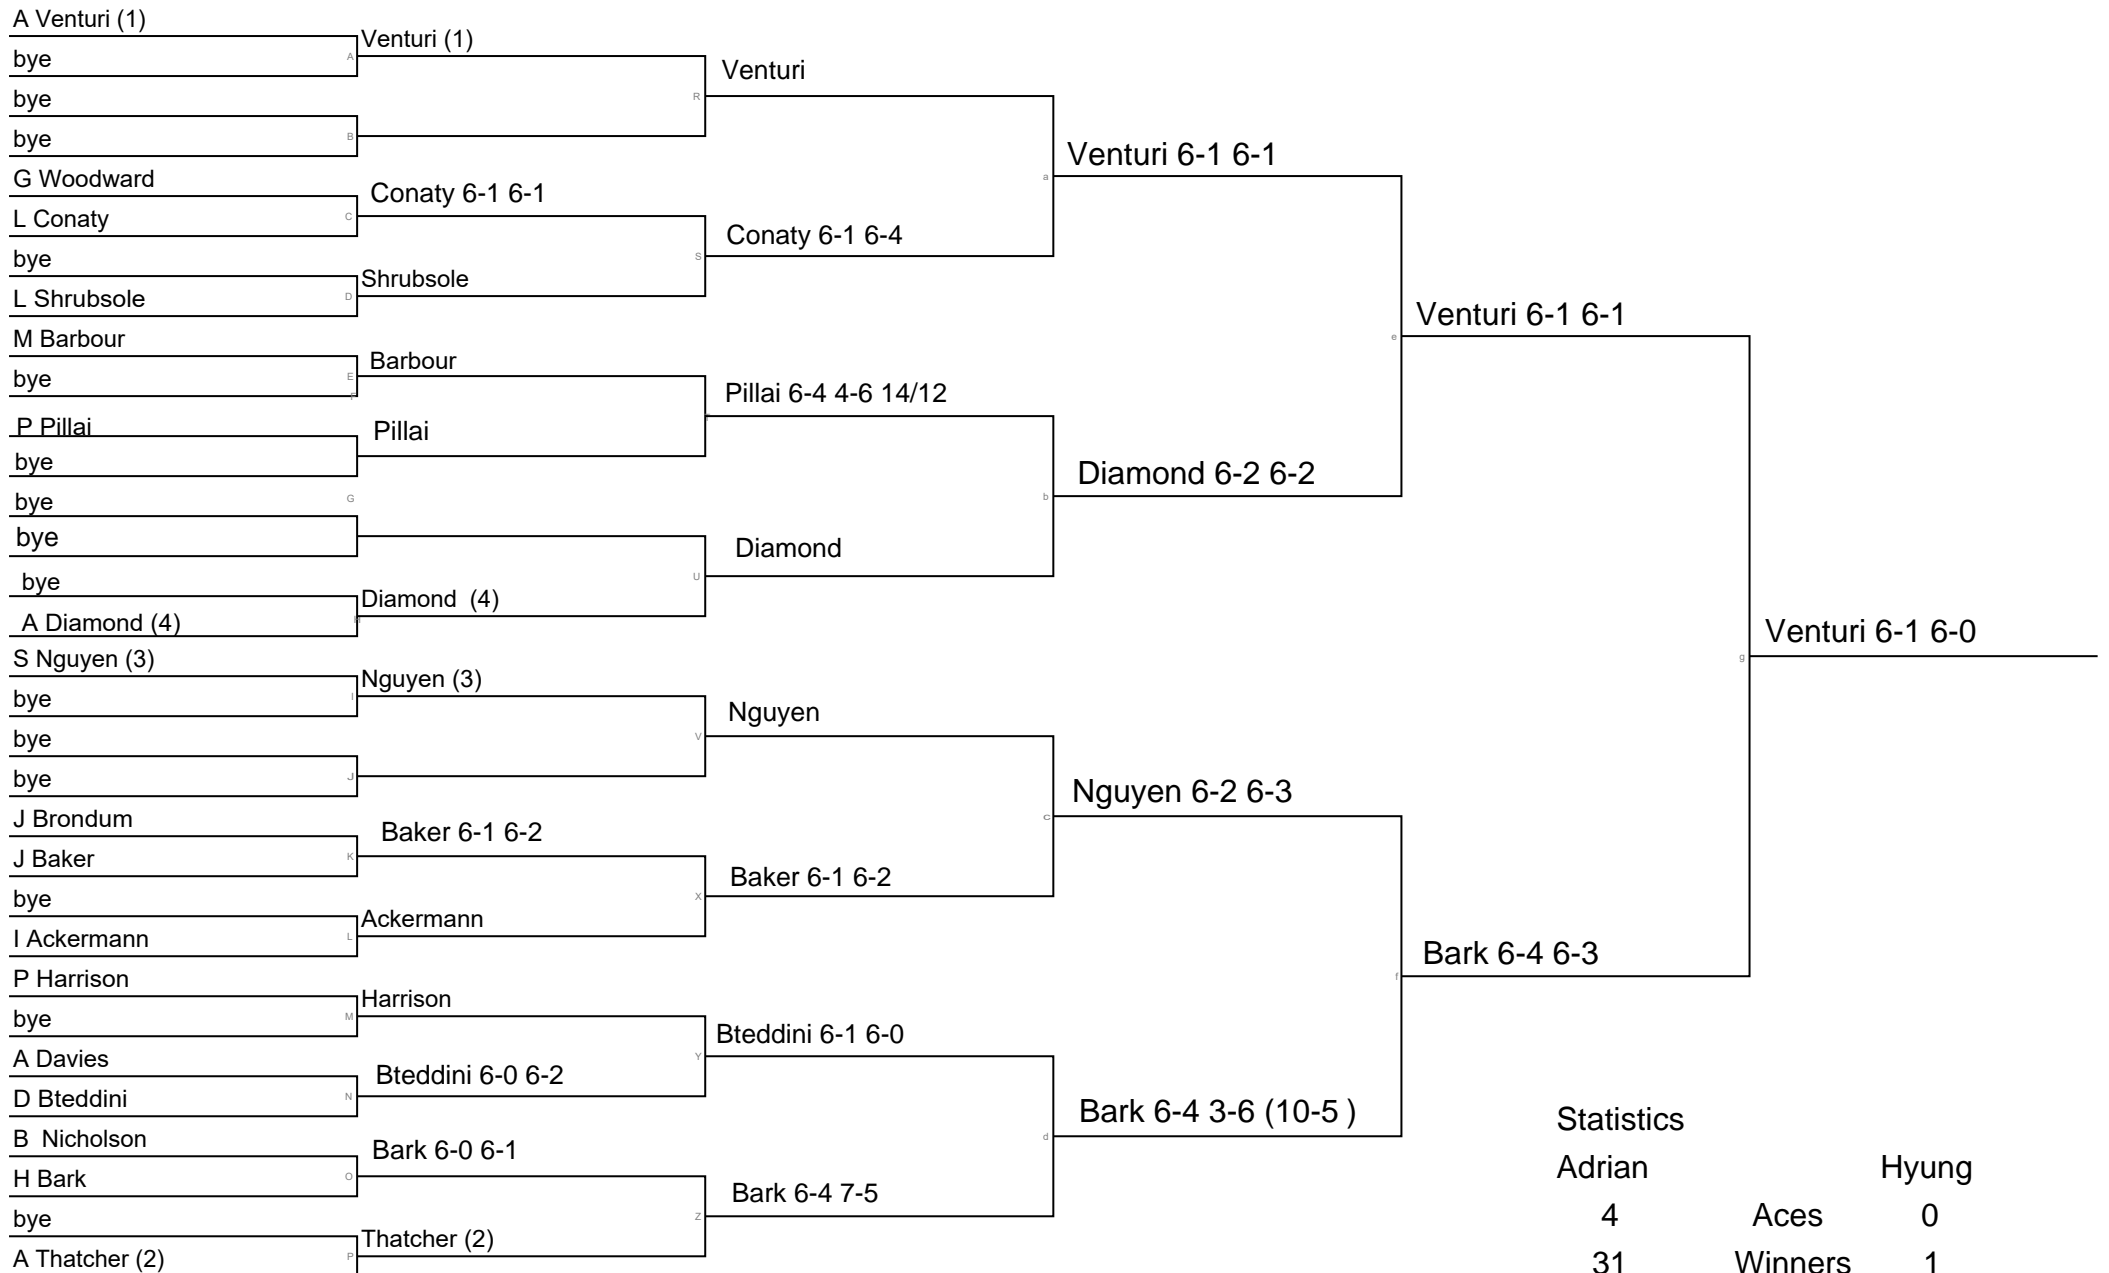 A Venturi (1)
bye
bye
bye
G Woodward
L Conaty
bye
L Shrubsole
M Barbour
bye
P Pillai
bye
bye
bye
bye
A Diamond (4)
S Nguyen (3)
bye
bye
bye
J Brondum
J Baker
bye
I Ackermann
P Harrison
bye
A Davies
D Bteddini
B Nicholson
H Bark
bye
A Thatcher (2)
A
B
C
D
E
F
G
H
I
J
K
L
M
N
O
P
Venturi (1)
Conaty 6-1 6-1
Shrubsole
Barbour
Pillai
Diamond (4)
Nguyen (3)
Baker 6-1 6-2
Ackermann
Harrison
Bteddini 6-0 6-2
Bark 6-0 6-1
Thatcher (2)
R
S
U
V
X
Y
Z
Venturi
Conaty 6-1 6-4
Pillai 6-4 4-6 14/12
Diamond
Nguyen
Baker 6-1 6-2
Bteddini 6-1 6-0
Bark 6-4 7-5
a
b
c
d
Venturi 6-1 6-1
Diamond 6-2 6-2
Nguyen 6-2 6-3
Bark 6-4 3-6 (10-5 )
e
f
Venturi 6-1 6-1
Bark 6-4 6-3
g
Venturi 6-1 6-0
Statistics
Adrian Hyung
4 Aces 0
31 Winners 1